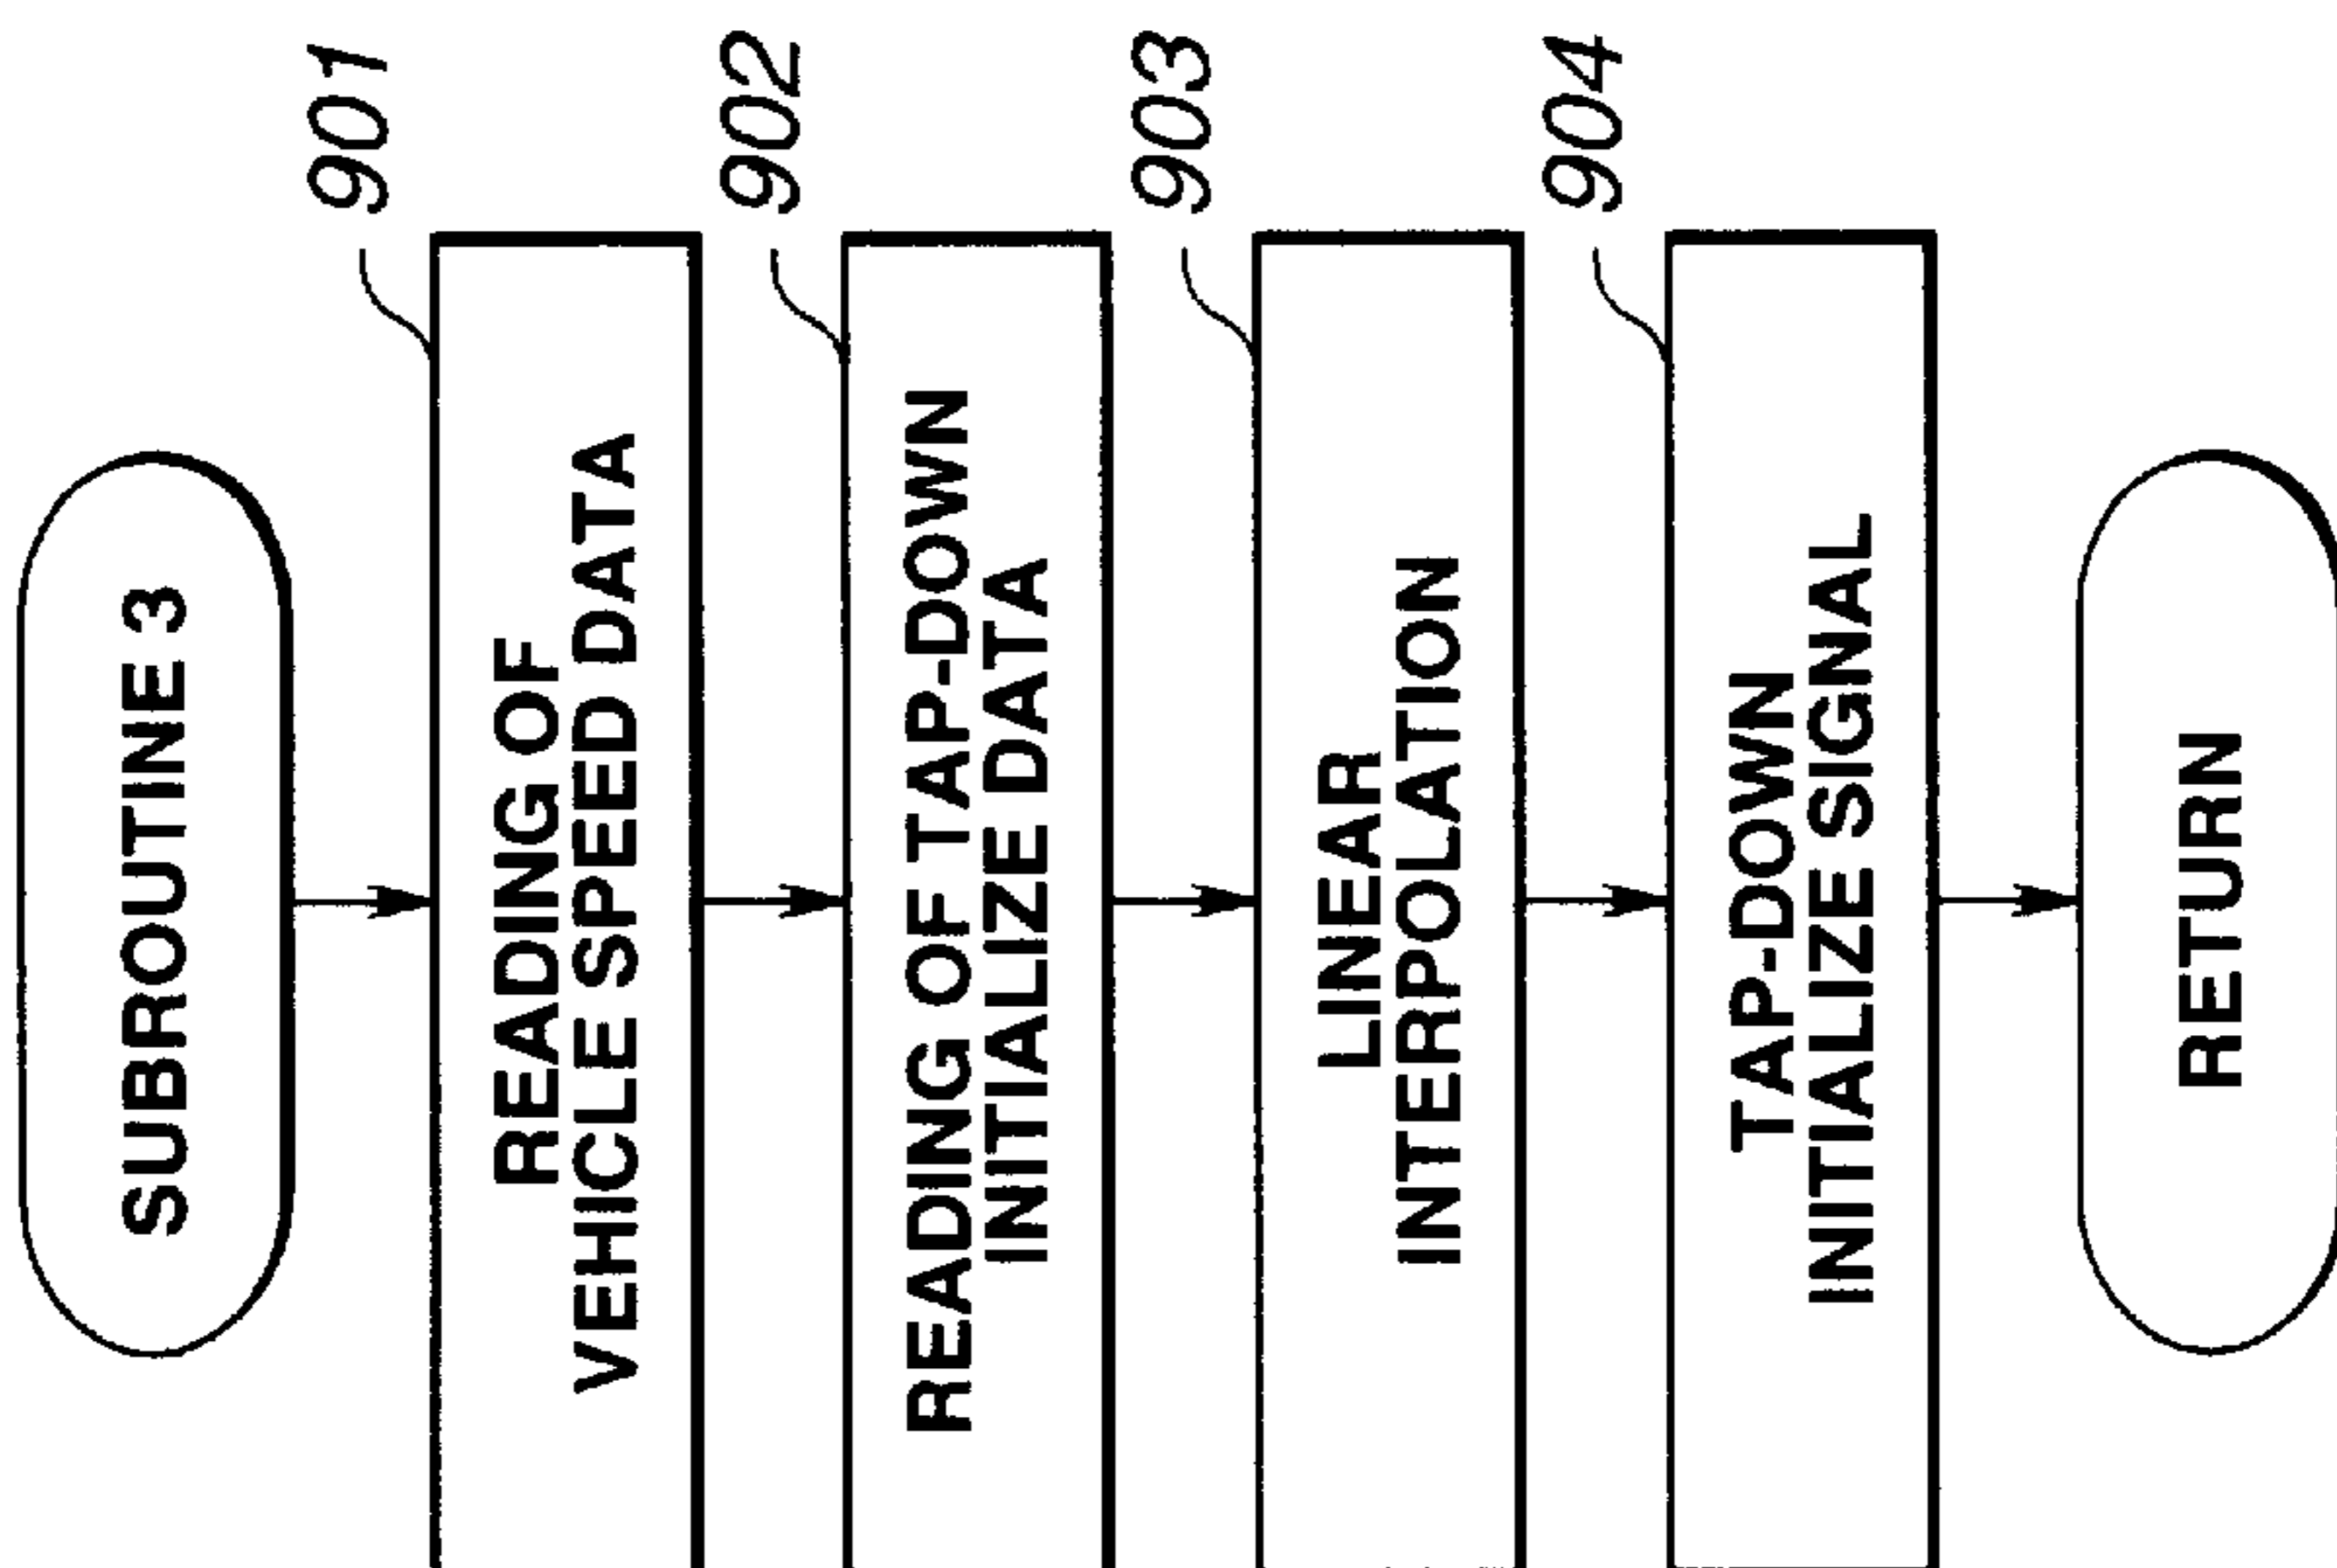 SUBROUTINE 3
901
READING OF
VEHICLE SPEED DATA
902
READING OF TAP-DOWN
INITIALIZE DATA
903
LINEAR
INTERPOLATION
904
TAP-DOWN
INITIALIZE SIGNAL
RETURN